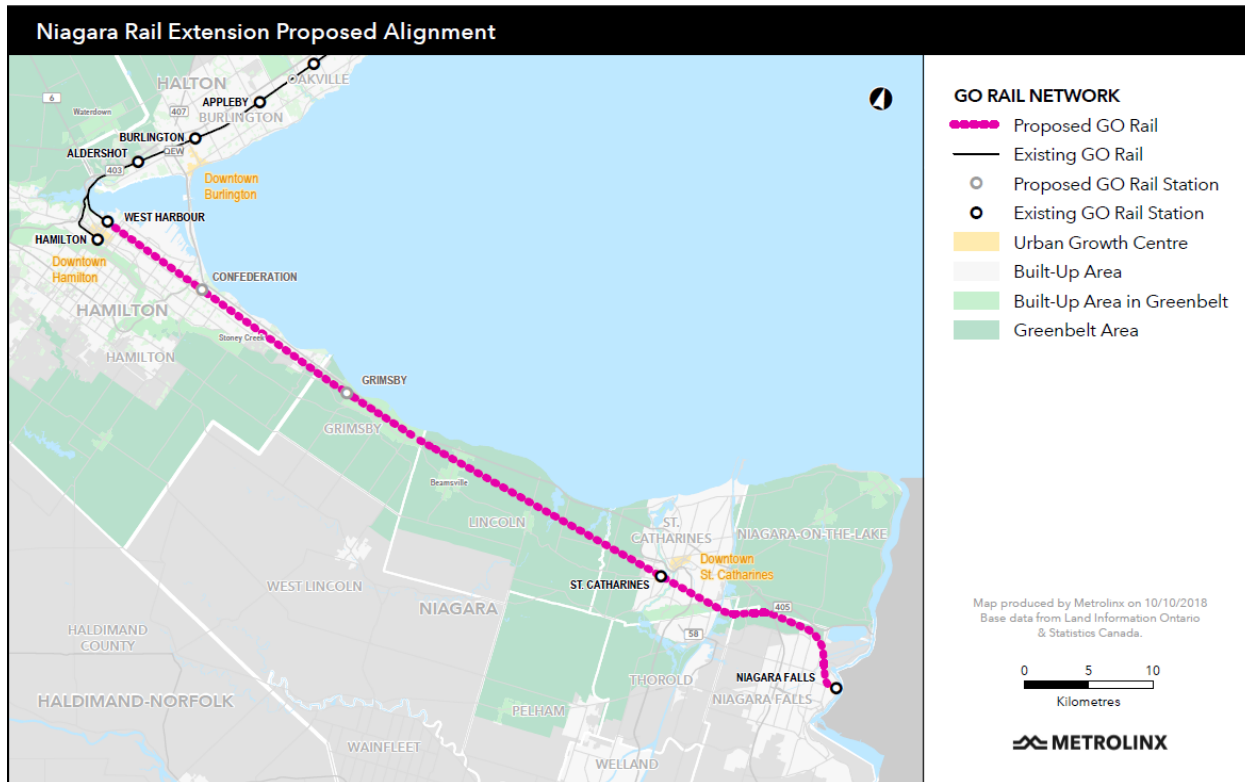 Niagara Rail Extension Proposed Alignment
HALTON
OAKVILLE
6
Waterdown
407
APPLEBY
BURLINGTON
BURLINGTON
QEW
ALDERSHOT
403
Downtown
Burlington
WEST HARBOUR
HAMILTON
Downtown
Hamilton
CONFEDERATION
HAMILTON
Stoney Creek
HAMILTON
GRIMSBY
GRIMSBY
Beamsville
LINCOLN
ST.
CATHARINES
NIAGARA-ON-THE-LAKE
Downtown
St. Catharines
ST. CATHARINES
WEST LINCOLN
NIAGARA
405
58
HALDIMAND
COUNTY
THOROLD
NIAGARA FALLS
NIAGARA FALLS
HALDIMAND-NORFOLK
PELHAM
WAINFLEET
WELLAND
GO RAIL NETWORK
Proposed GO Rail
Existing GO Rail
Proposed GO Rail Station
Existing GO Rail Station
Urban Growth Centre
Built-Up Area
Built-Up Area in Greenbelt
Greenbelt Area
Map produced by Metrolinx on 10/10/2018
Base data from Land Information Ontario
& Statistics Canada.
0 5 10
Kilometres
METROLINX